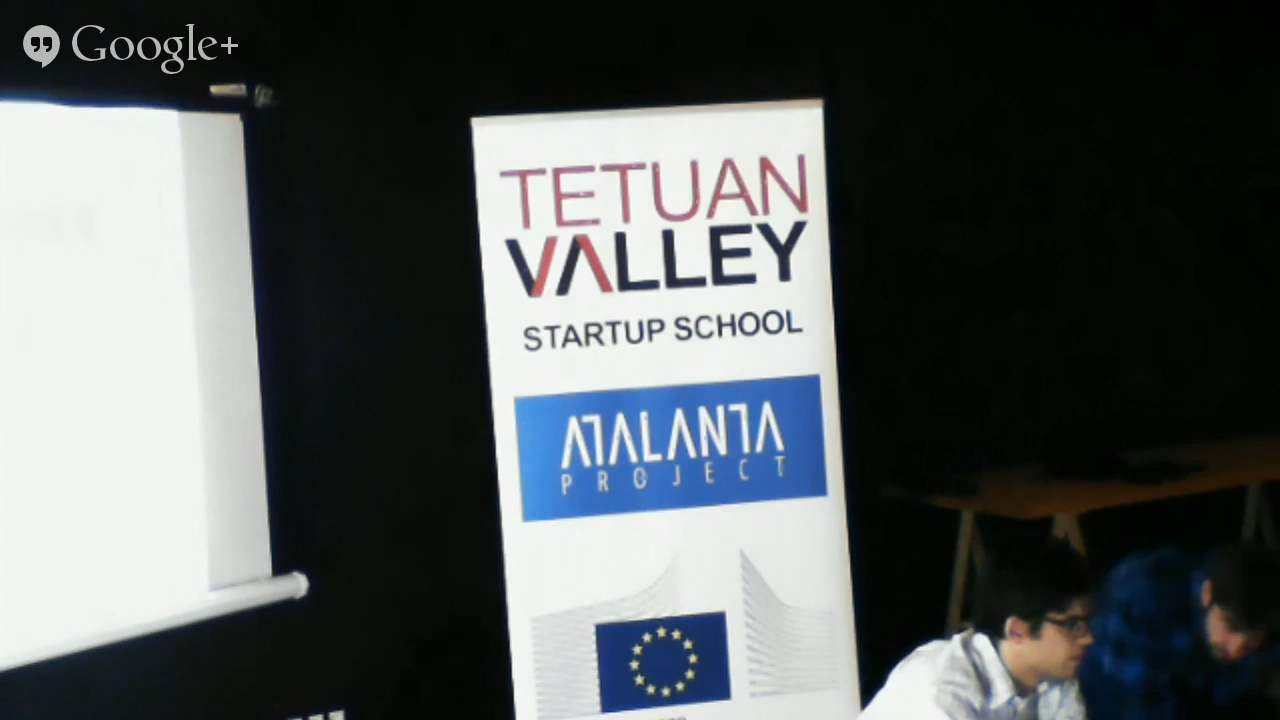 Google+
TETUAN
VALLEY
STARTUP SCHOOL
ATALANTA
PROJECT